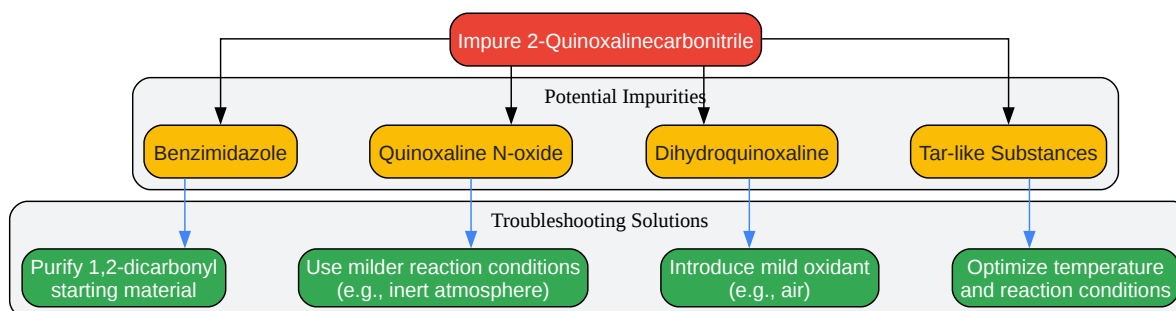 Impure 2-Quinoxalinecarbonitrile
Potential Impurities
Benzimidazole
Quinoxaline N-oxide
Dihydroquinoxaline
Tar-like Substances
Troubleshooting Solutions
Purify 1,2-dicarbonyl
starting material
Use milder reaction conditions
(e.g., inert atmosphere)
Introduce mild oxidant
(e.g., air)
Optimize temperature
and reaction conditions